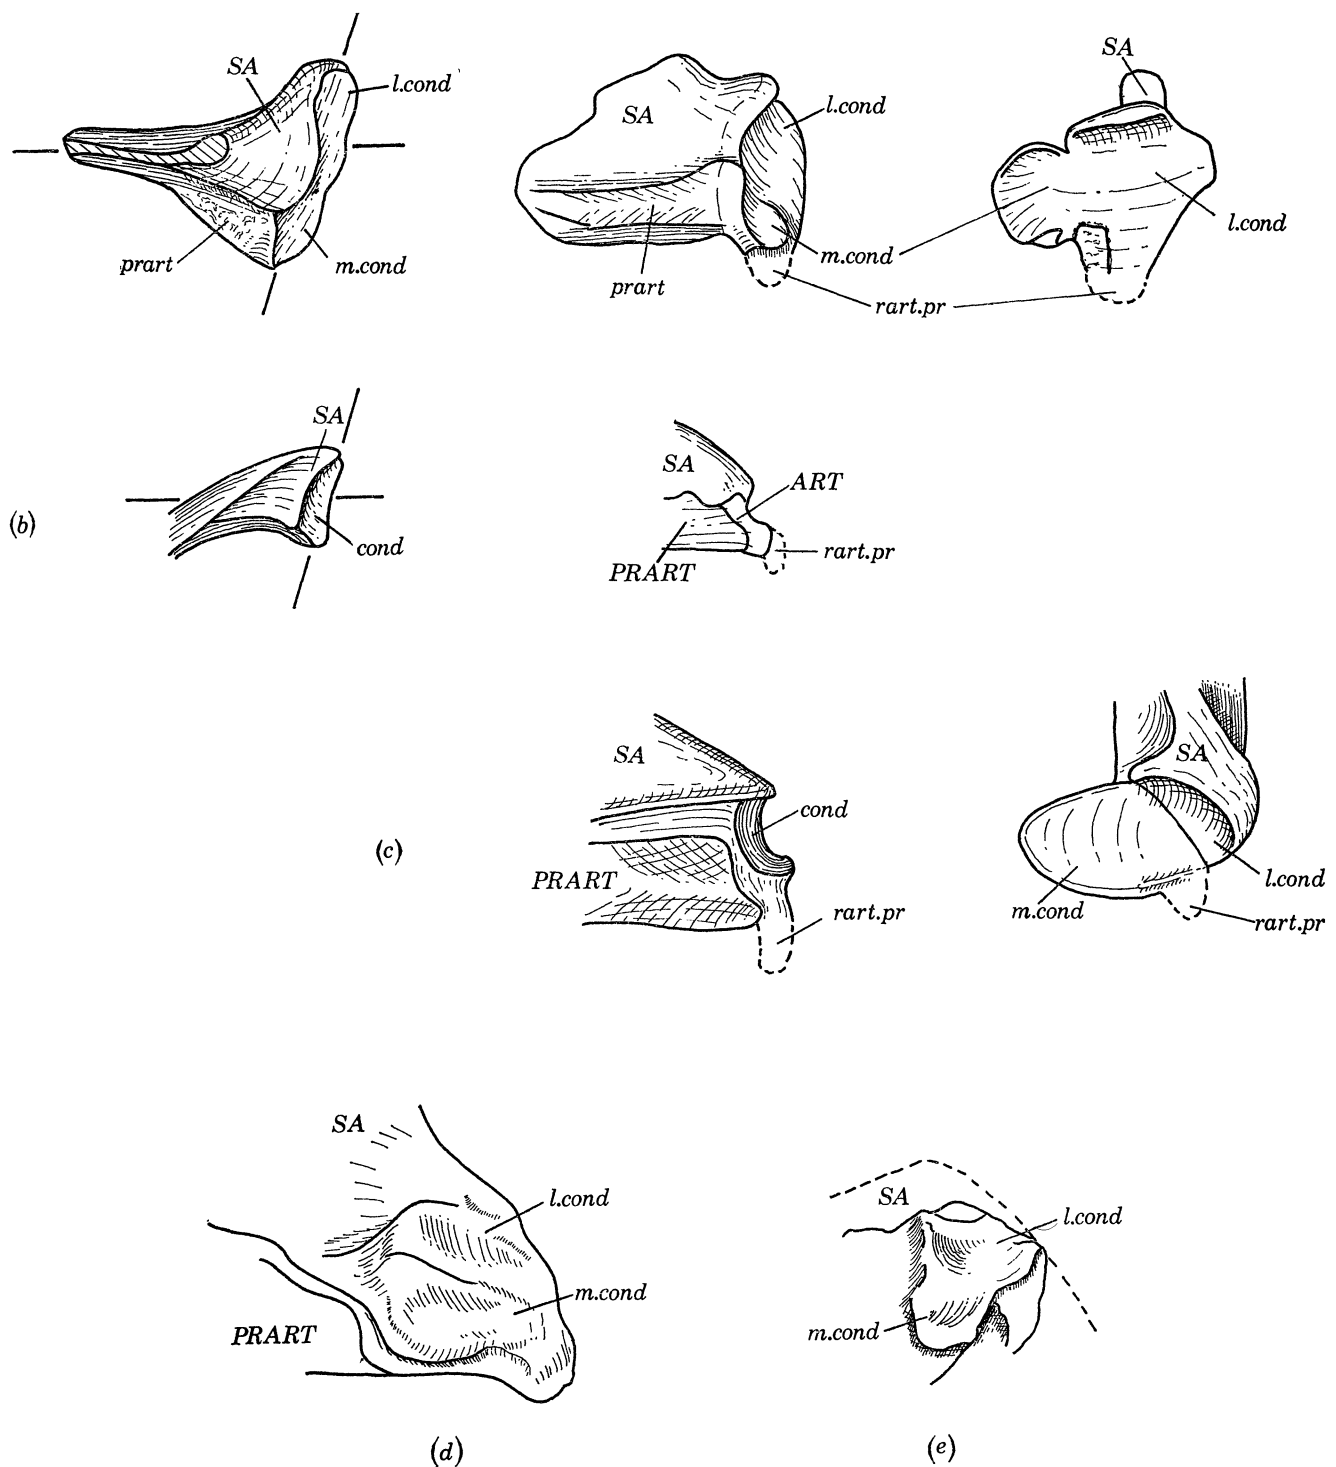 SA
l.cond
prart
m.cond
SA
l.cond
prart
m.cond
rart.pr
SA
l.cond
(b)
SA
cond
SA
ART
PRART
rart.pr
(c)
SA
cond
PRART
rart.pr
SA
m.cond
l.cond
rart.pr
SA
l.cond
m.cond
PRART
(d)
SA
l.cond
m.cond
(e)